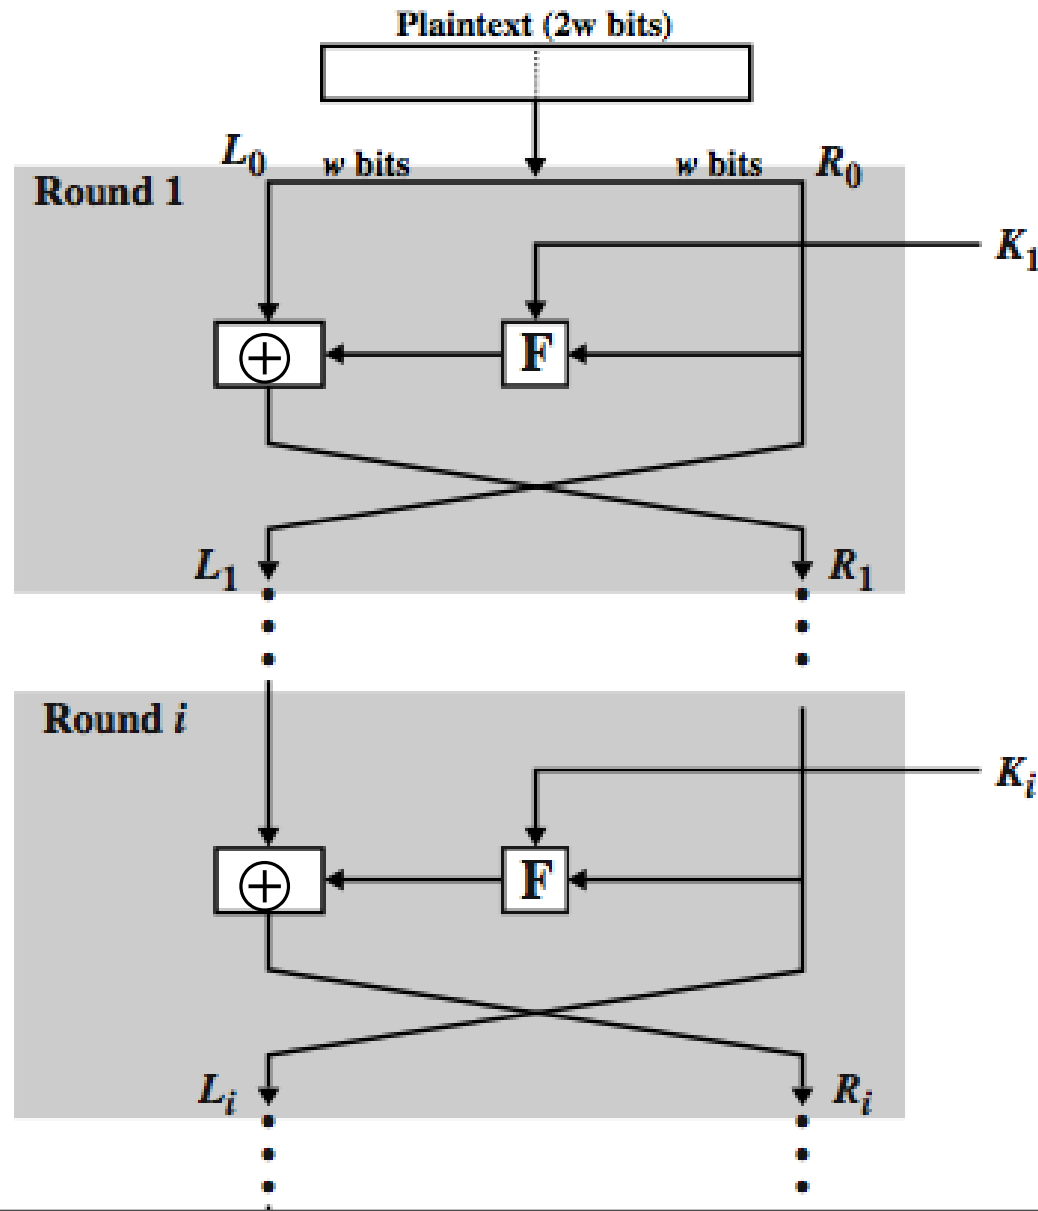 Plaintext (2w bits)
L0 w bits w bits R0
Round 1
K1
⊕ F
L1 R1
Round i
Ki
⊕ F
Li Ri